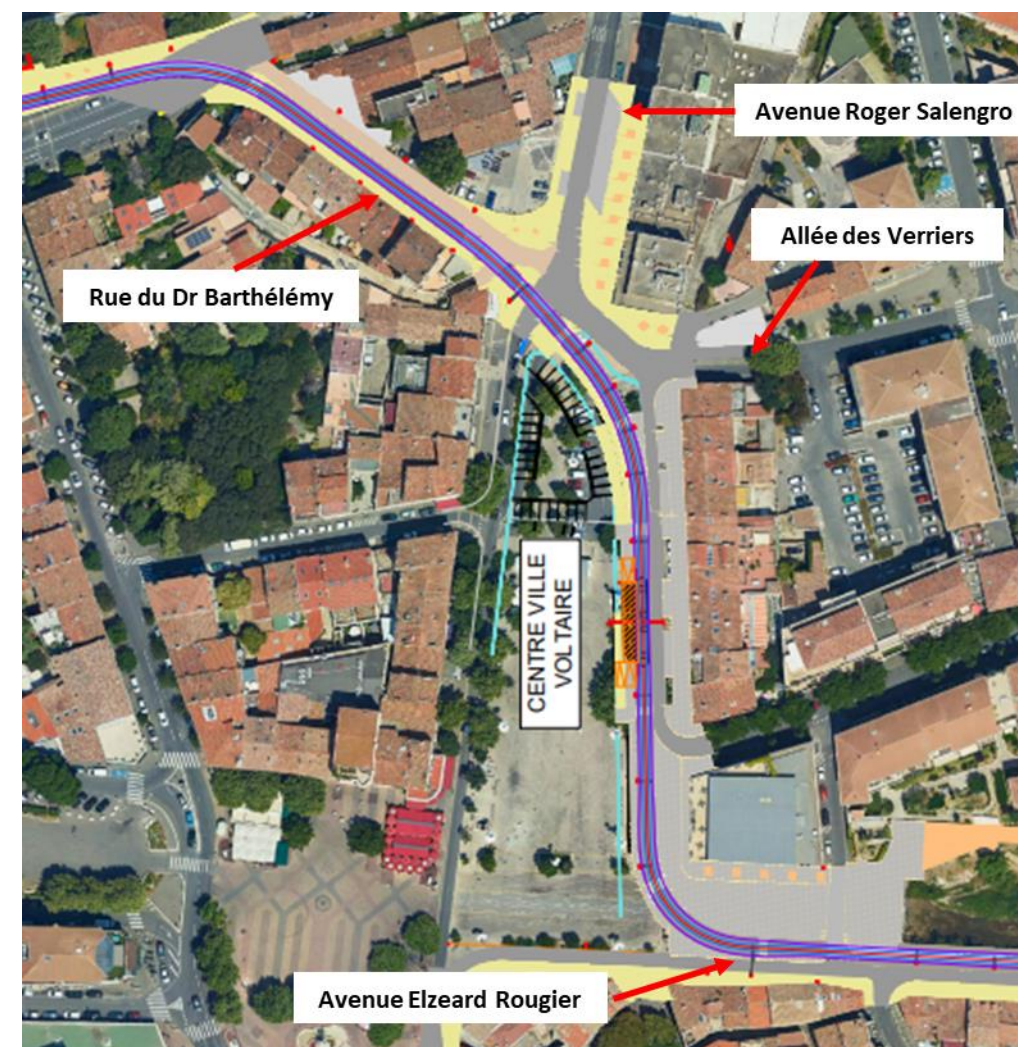 Avenue Roger Salengro
Allée des Verriers
Rue du Dr Barthélémy
CENTRE VILLE
VOLTAIRE
Avenue Elzeard Rougier